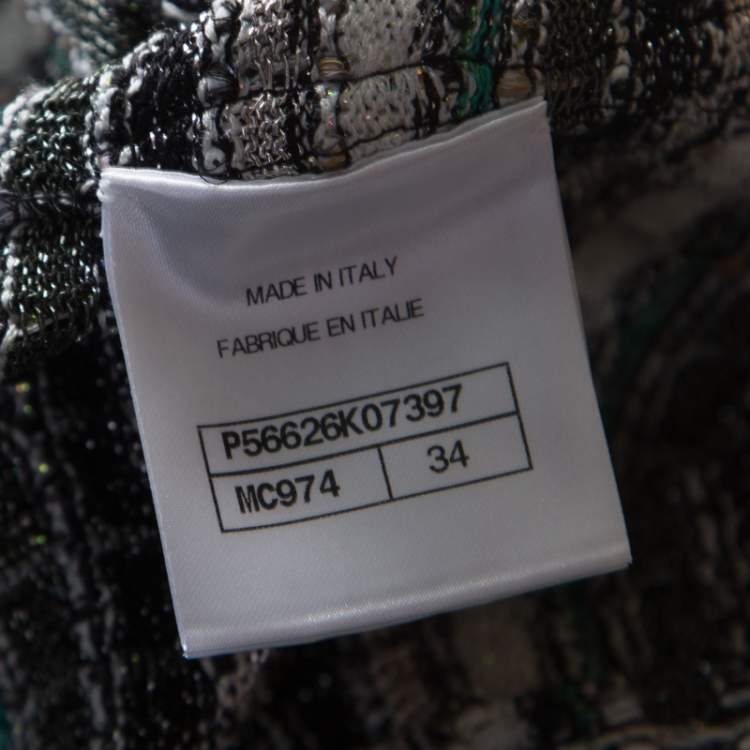 MADE IN ITALY
FABRIQUE EN ITALIE
P56626K07397
MC974 34